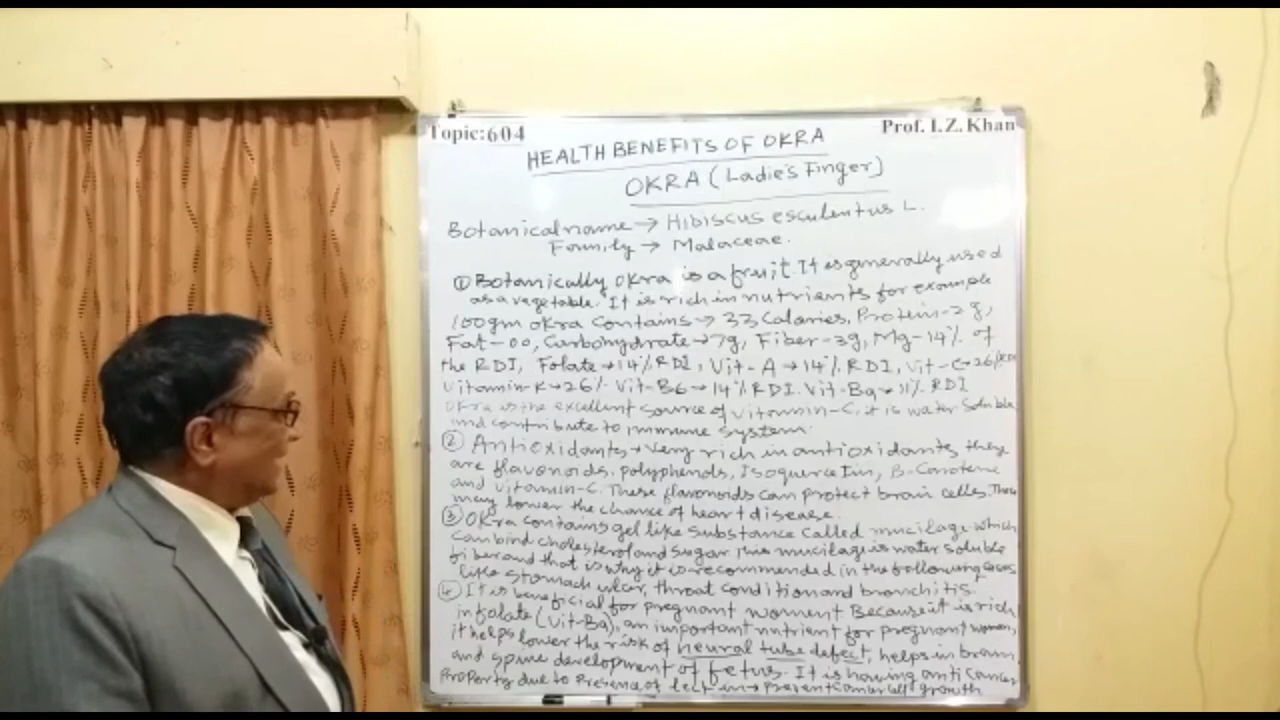 Topic:604
Prof. I.Z.Khan
HEALTH BENEFITS OF OKRA
OKRA (Ladie's Finger)
Botanical name → Hibiscus esculentus L.
Family → Malaceae.
① Botanically okra is a fruit. It is generally used
as a vegetable. It is rich in nutrients for example
100gm okra contains → 33 Calories, Protein-2g,
Fat-00, Carbohydrate → 7g, Fiber-3g, Mg-14% of
the RDI, Folate → 14% RDI, Vit-A → 14% RDI, Vit-C → 26% RDI
Vitamin-K → 26% Vit-B6 → 14% RDI. Vit-B9 → 11% RDI
Okra is the excellent source of vitamin-C, it is water soluble
and contribute to immune system.
② Antioxidants → Very rich in antioxidants, they
are flavonoids, polyphenols, Isoquercetin, B-Carotene
and Vitamin-C. These flavonoids can protect brain celles. These
may lower the chance of heart disease.
③ Okra contains gel like substance called mucilage which
can bind cholesterol and sugar. This mucilage is water soluble
fiber and that is why it is recommended in the following cases
like stomach ulcer, throat condition and bronchitis.
④ It is beneficial for pregnant women. Because it is rich
in folate (Vit-B9), an important nutrient for pregnant women,
it helps lower the risk of neural tube defect, helps in brain,
and spine development of fetus. It is having anti cancer
property due to presence of lectin → prevent cancer cell growth